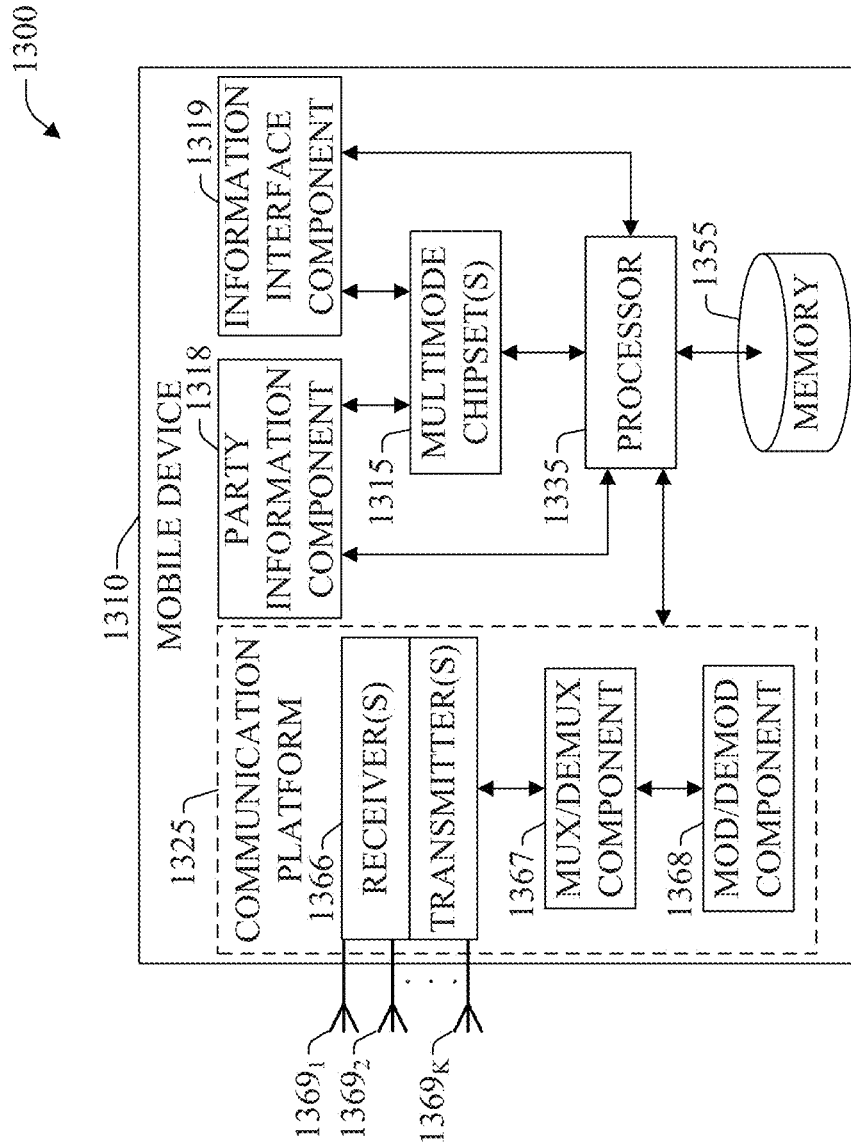 1300
1310
MOBILE DEVICE
1325
COMMUNICATION
PLATFORM
1366
RECEIVER(S)
TRANSMITTER(S)
1367
MUX/DEMUX
COMPONENT
1368
MOD/DEMOD
COMPONENT
1369₁
1369₂
. . .
1369K
1318
PARTY
INFORMATION
COMPONENT
1319
INFORMATION
INTERFACE
COMPONENT
1315
MULTIMODE
CHIPSET(S)
1335
PROCESSOR
1355
MEMORY